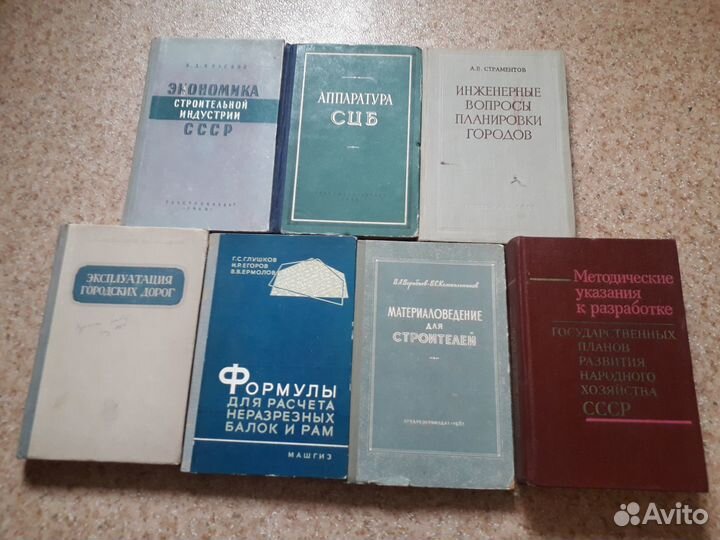 ЭКОНОМИКА
СТРОИТЕЛЬНОЙ
ИНДУСТРИИ
СССР
АППАРАТУРА
СЦБ
А.Е. СТРАМЕНТОВ
ИНЖЕНЕРНЫЕ
ВОПРОСЫ
ПЛАНИРОВКИ
ГОРОДОВ
ЭКСПЛУАТАЦИЯ
ГОРОДСКИХ ДОРОГ
Г.С.ГЛУШКОВ
И.Р.ЕГОРОВ
В.В.ЕРМОЛОВ
ФОРМУЛЫ
ДЛЯ РАСЧЕТА
НЕРАЗРЕЗНЫХ
БАЛОК И РАМ
МАШГИЗ
МАТЕРИАЛОВЕДЕНИЕ
ДЛЯ
СТРОИТЕЛЕЙ
Методические
указания
к разработке
ГОСУДАРСТВЕННЫХ
ПЛАНОВ
РАЗВИТИЯ
НАРОДНОГО
ХОЗЯЙСТВА
СССР
Avito